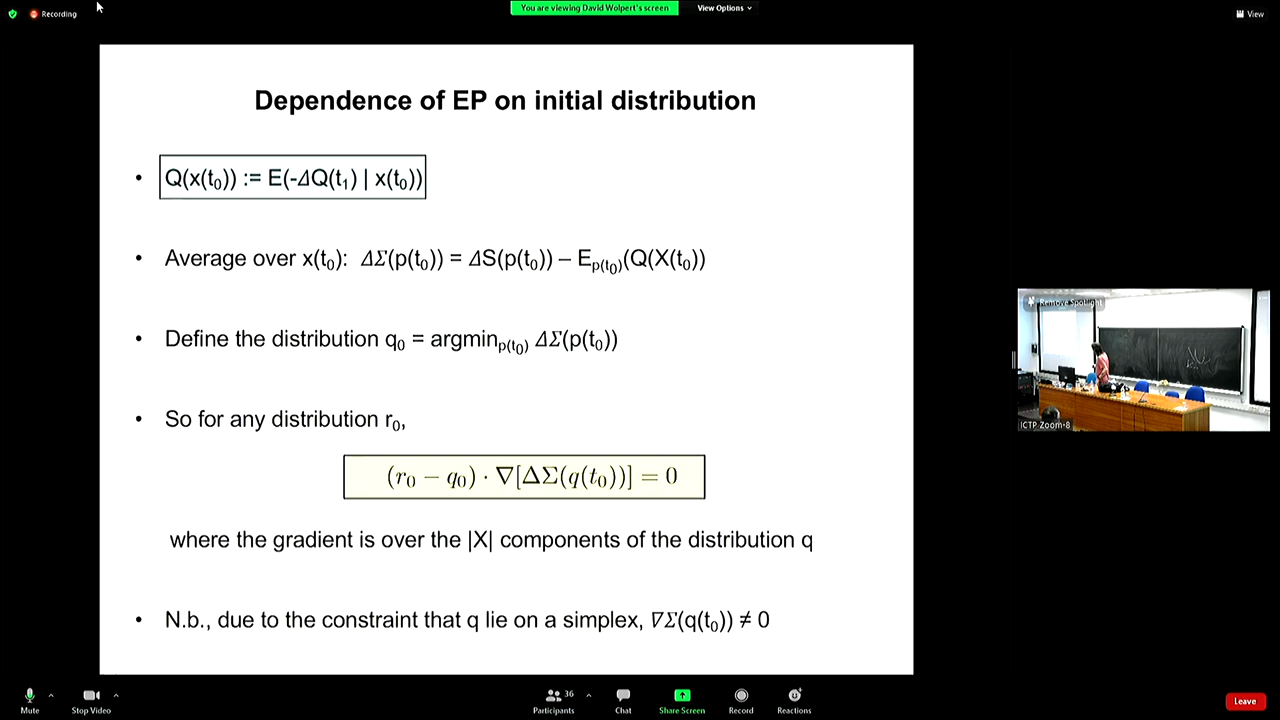 Recording
You are viewing David Wolpert's screen
View Options
View
Dependence of EP on initial distribution
• Q(x(t₀)) := E(-ΔQ(t₁) | x(t₀))
• Average over x(t₀): ΔΣ(p(t₀)) = ΔS(p(t₀)) – E_p(t₀)(Q(X(t₀))
• Define the distribution q₀ = argmin_p(t₀) ΔΣ(p(t₀))
• So for any distribution r₀,
(r₀ − q₀) · ∇[ΔΣ(q(t₀))] = 0
where the gradient is over the |X| components of the distribution q
• N.b., due to the constraint that q lie on a simplex, ∇Σ(q(t₀)) ≠ 0
Remove Spotlight
ICTP Zoom-8
Mute
Stop Video
36
Participants
Chat
Share Screen
Record
Reactions
Leave